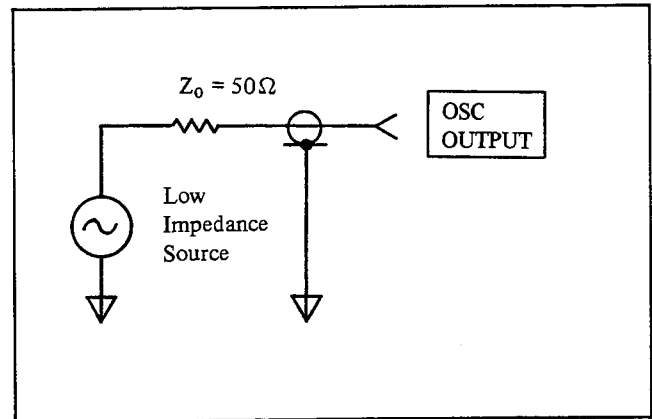 Z₀ = 50Ω
OSC
OUTPUT
Low
Impedance
Source